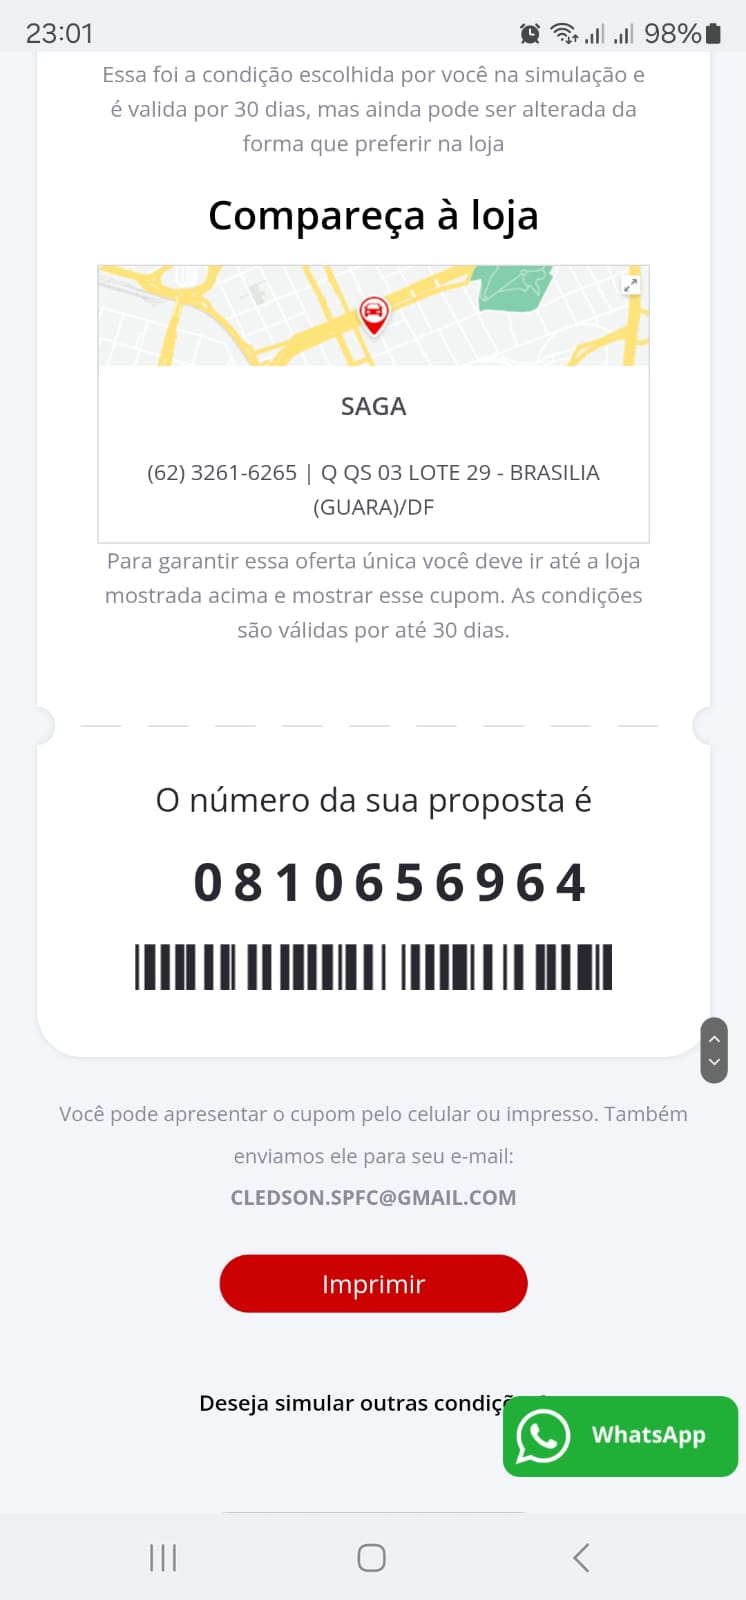 23:01
98%
Essa foi a condição escolhida por você na simulação e
é valida por 30 dias, mas ainda pode ser alterada da
forma que preferir na loja
Compareça à loja
SAGA
(62) 3261-6265 | Q QS 03 LOTE 29 - BRASILIA
(GUARA)/DF
Para garantir essa oferta única você deve ir até a loja
mostrada acima e mostrar esse cupom. As condições
são válidas por até 30 dias.
O número da sua proposta é
0810656964
Você pode apresentar o cupom pelo celular ou impresso. Também
enviamos ele para seu e-mail:
CLEDSON.SPFC@GMAIL.COM
Imprimir
Deseja simular outras
WhatsApp